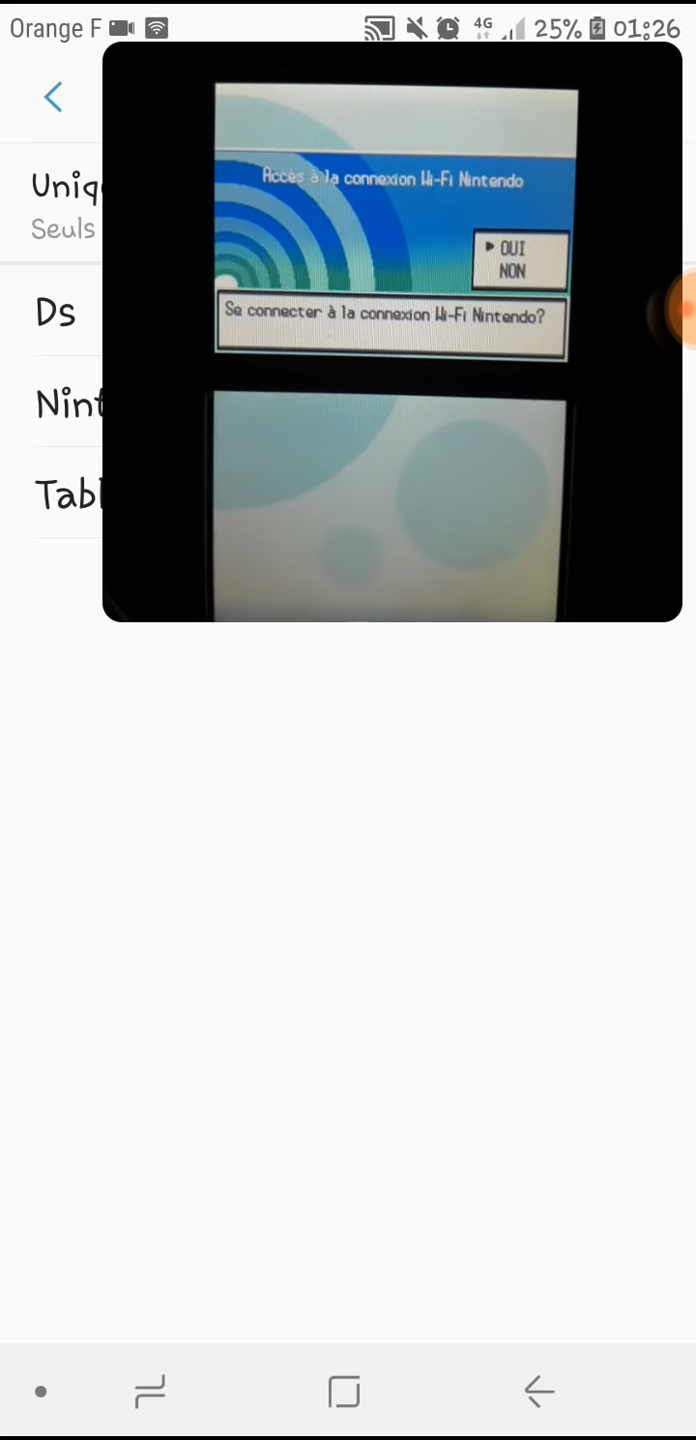 Orange F
4G 25% 01:26
Uniq
Seuls
Ds
Nint
Tabl
Accès à la connexion Wi-Fi Nintendo
OUI
NON
Se connecter à la connexion Wi-Fi Nintendo?